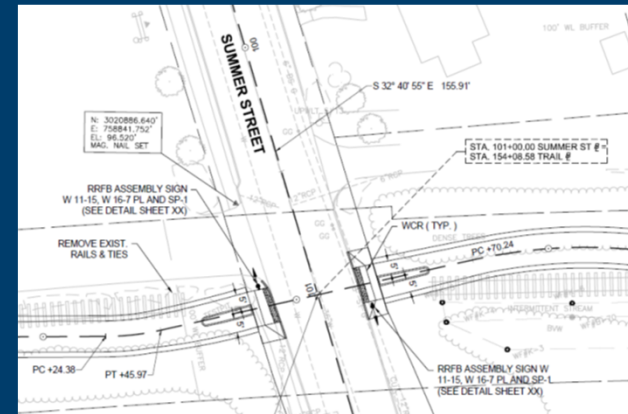 100' WL BUFFER
100
SUMMER STREET
S 32° 40' 55" E 155.91'
N: 3020886.640'
E: 758841.752'
EL: 96.520'
MAG. NAIL SET
STA. 101+00.00 SUMMER ST ℄ =
STA. 154+08.58 TRAIL ℄
RRFB ASSEMBLY SIGN
W 11-15, W 16-7 PL AND SP-1
(SEE DETAIL SHEET XX)
WCR ( TYP. )
DENSE TREES
REMOVE EXIST.
RAILS & TIES
PC +70.24
5'
5'
5'
5'
INTERMITTENT STREAM
PC +24.38
PT +45.97
RRFB ASSEMBLY SIGN W
11-15, W 16-7 PL AND SP-1
(SEE DETAIL SHEET XX)